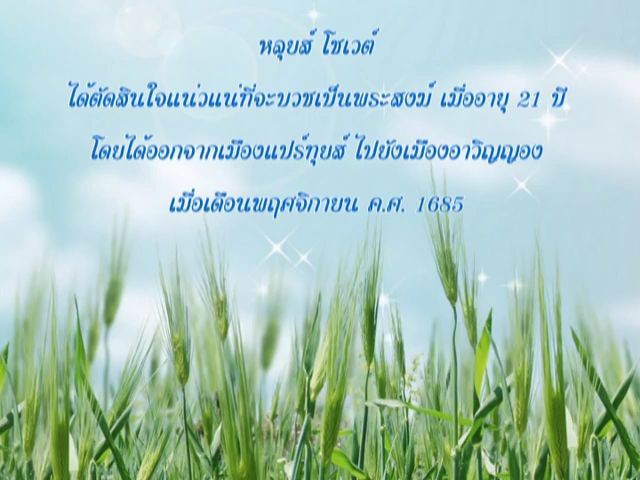 หลุยส์ โชเวต์
ได้ตัดสินใจแน่วแน่ที่จะบวชเป็นพระสงฆ์ เมื่ออายุ 21 ปี
โดยได้ออกจากเมืองแปร์ทุยส์ ไปยังเมืองอาวิญญอง
เมื่อเดือนพฤศจิกายน ค.ศ. 1685